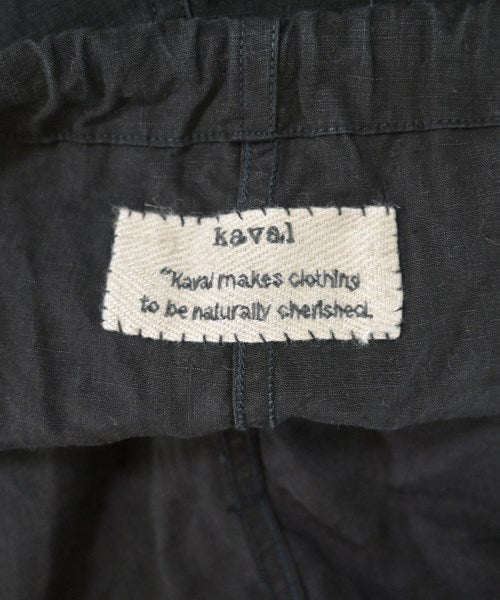 kaval
"Kaval makes clothing
to be naturally cherished.